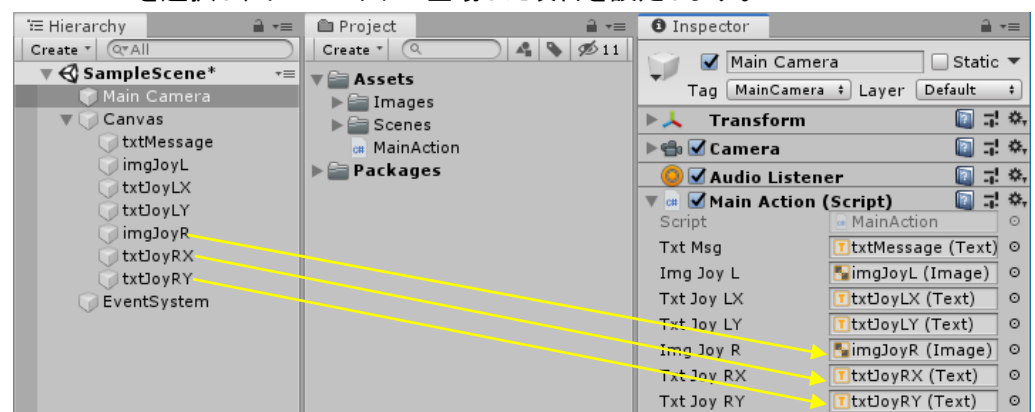 Hierarchy
Create
All
SampleScene*
Main Camera
Canvas
txtMessage
imgJoyL
txtJoyLX
txtJoyLY
imgJoyR
txtJoyRX
txtJoyRY
EventSystem
Project
Create
11
Assets
Images
Scenes
C# MainAction
Packages
Inspector
Main Camera Static
Tag MainCamera Layer Default
Transform
Camera
Audio Listener
C# Main Action (Script)
Script MainAction
Txt Msg txtMessage (Text)
Img Joy L imgJoyL (Image)
Txt Joy LX txtJoyLX (Text)
Txt Joy LY txtJoyLY (Text)
Img Joy R imgJoyR (Image)
Txt Joy RX txtJoyRX (Text)
Txt Joy RY txtJoyRY (Text)